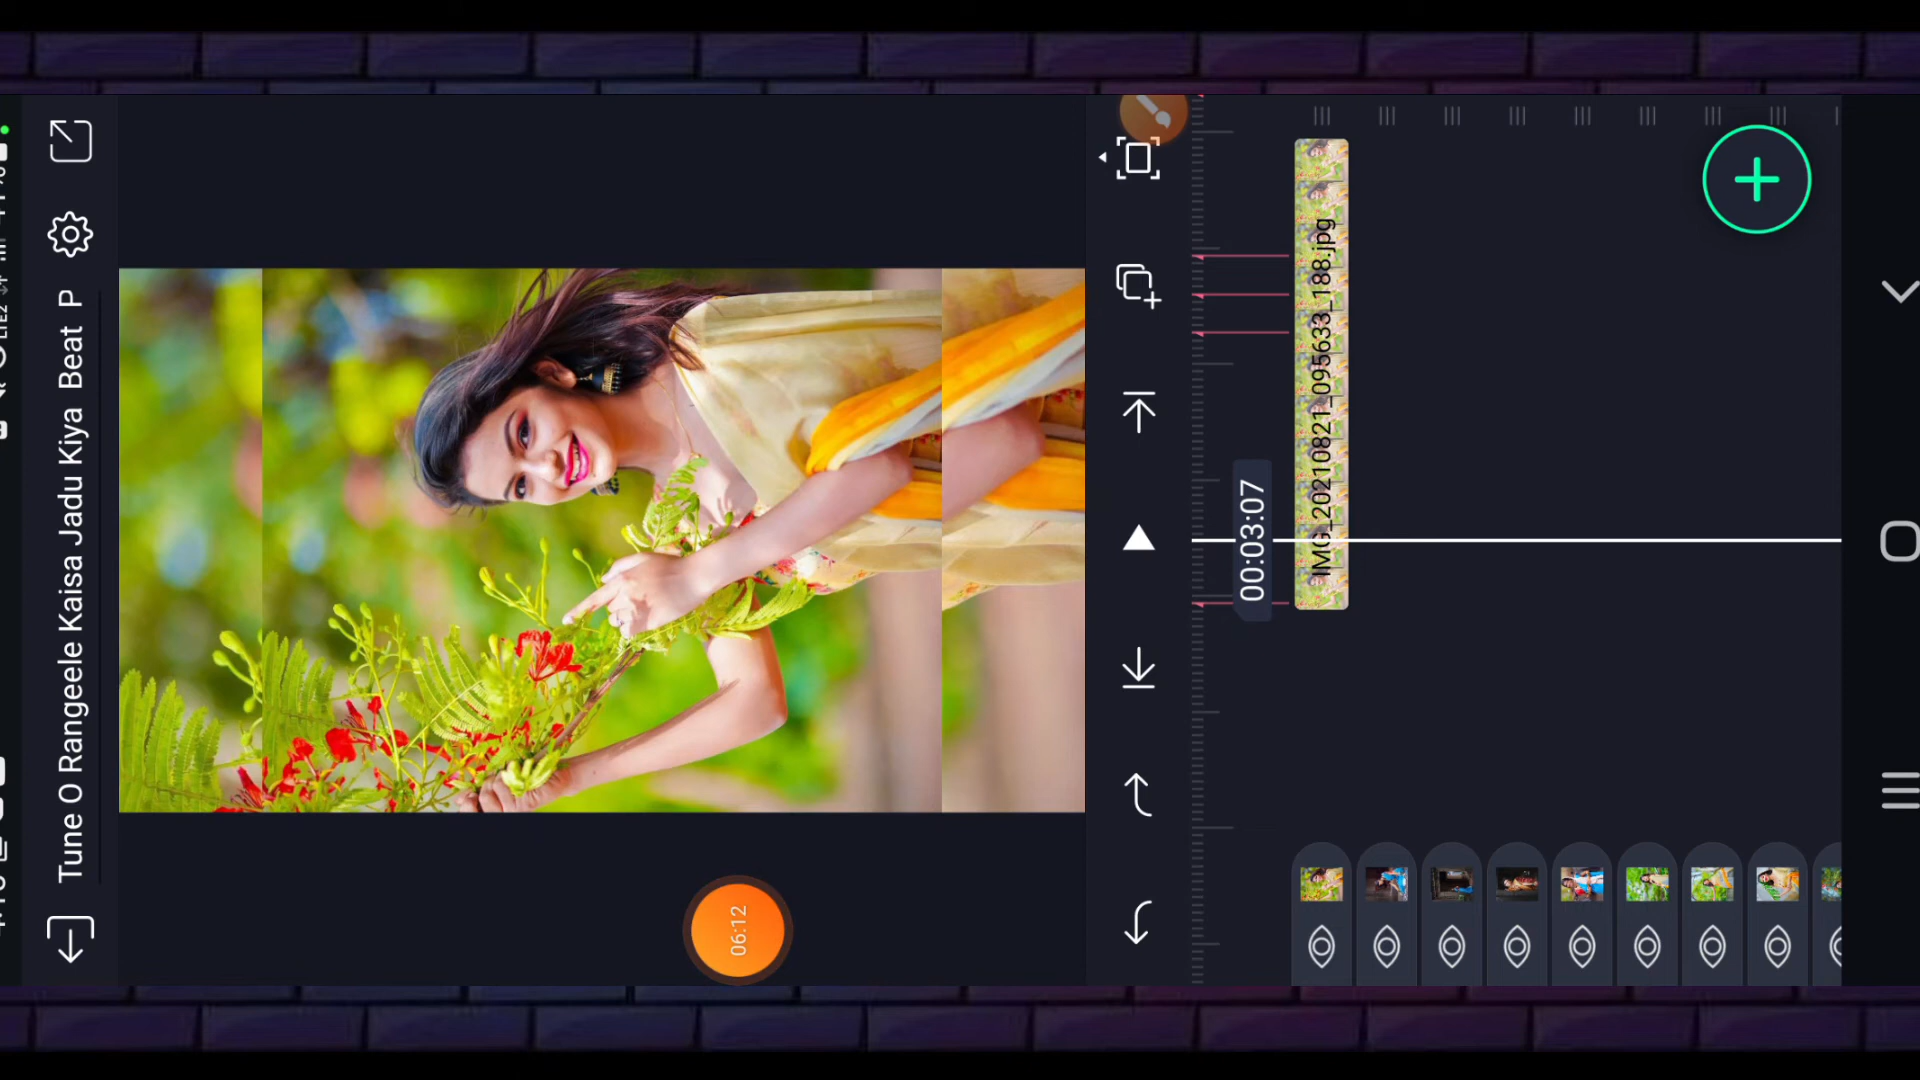 Tune O Rangeele Kaisa Jadu Kiya Beat P
06:12
00:03:07
IMG_20210821_095633_188.jpg